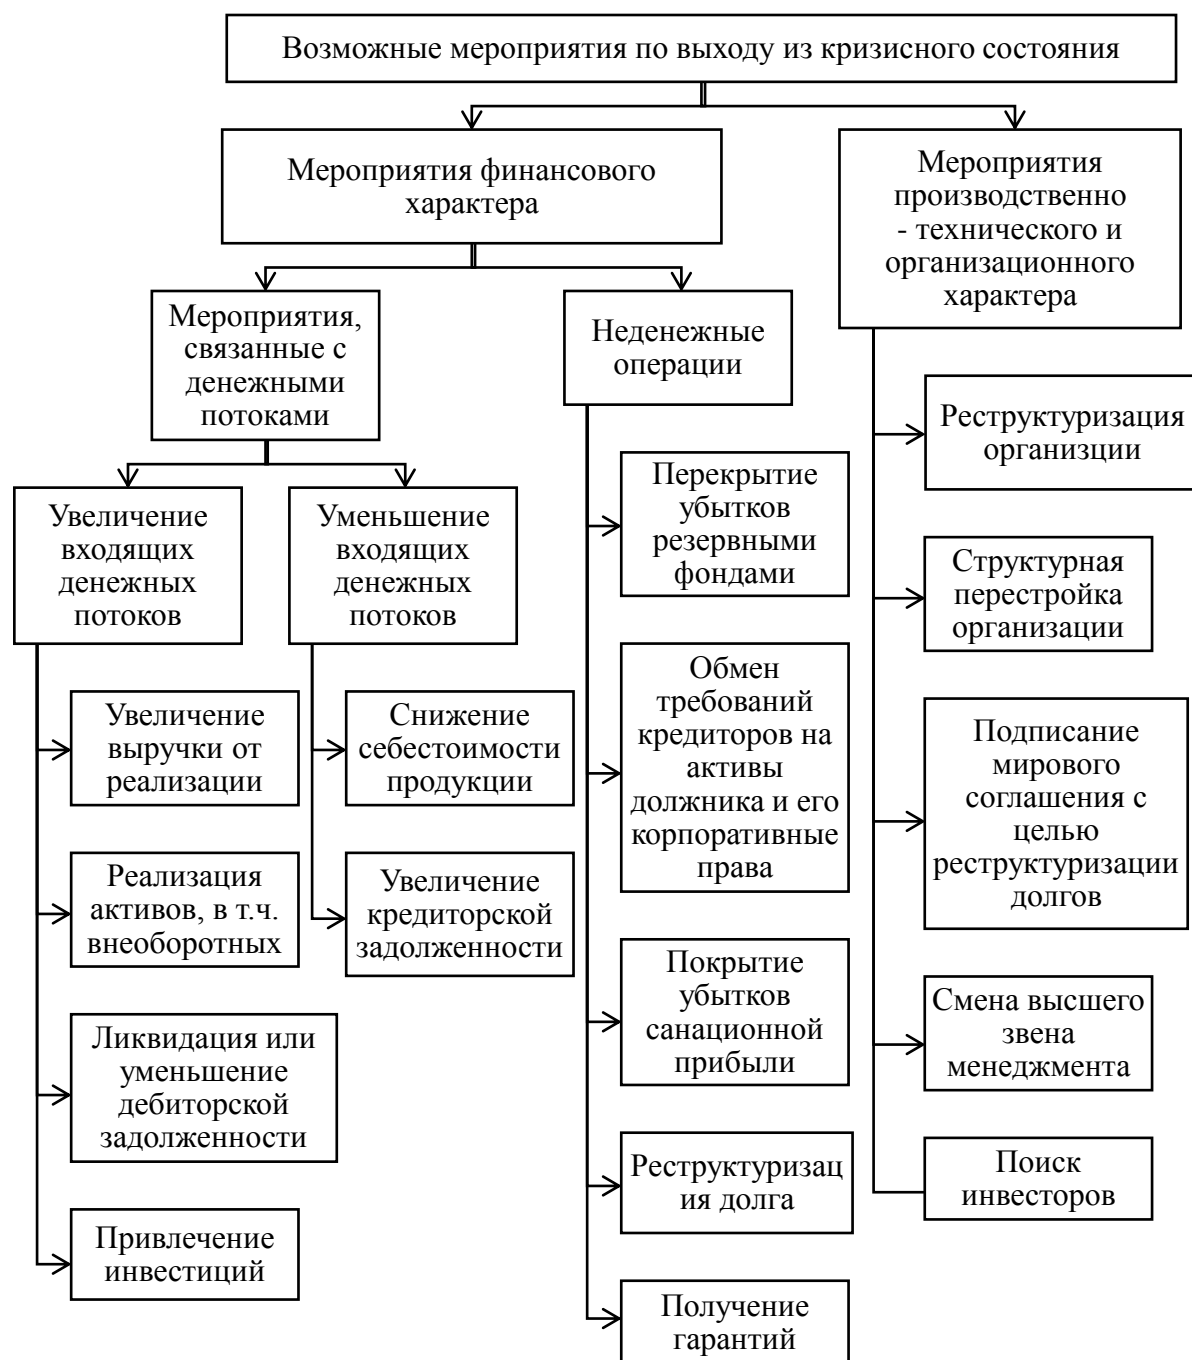 Возможные мероприятия по выходу из кризисного состояния
Мероприятия финансового
характера
Мероприятия
производственно
- технического и
организационного
характера
Мероприятия,
связанные с
денежными
потоками
Неденежные
операции
Увеличение
входящих
денежных
потоков
Уменьшение
входящих
денежных
потоков
Увеличение
выручки от
реализации
Реализация
активов, в т.ч.
внеоборотных
Ликвидация или
уменьшение
дебиторской
задолженности
Привлечение
инвестиций
Снижение
себестоимости
продукции
Увеличение
кредиторской
задолженности
Перекрытие
убытков
резервными
фондами
Обмен
требований
кредиторов на
активы
должника и его
корпоративные
права
Покрытие
убытков
санационной
прибыли
Реструктуризац
ия долга
Получение
гарантий
Реструктуризация
организции
Структурная
перестройка
организации
Подписание
мирового
соглашения с
целью
реструктуризации
долгов
Смена высшего
звена
менеджмента
Поиск
инвесторов